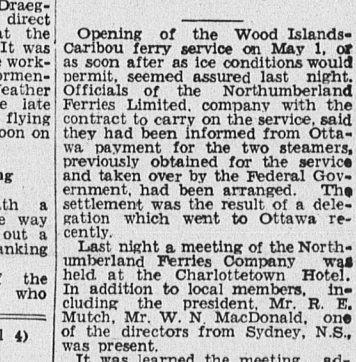 Draeg-
direct
at the
It was
work-
ormen-
eather
e late
flying
oon on
ng
th a
e way
out a
anking
the
who
l 4)
Opening of the Wood Islands-
Caribou ferry service on May 1, or
as soon after as ice conditions would
permit, seemed assured last night.
Officials of the Northumberland
Ferries Limited, company with the
contract to carry on the service, said
they had been informed from Otta-
wa payment for the two steamers,
previously obtained for the service
and taken over by the Federal Gov-
ernment, had been arranged. The
settlement was the result of a dele-
gation which went to Ottawa re-
cently.
Last night a meeting of the North-
umberland Ferries Company was
held at the Charlottetown Hotel.
In addition to local members, in-
cluding the president, Mr. R. E.
Mutch, Mr. W. N. MacDonald, one
of the directors from Sydney, N.S.,
was present.
It was learned the meeting ad-